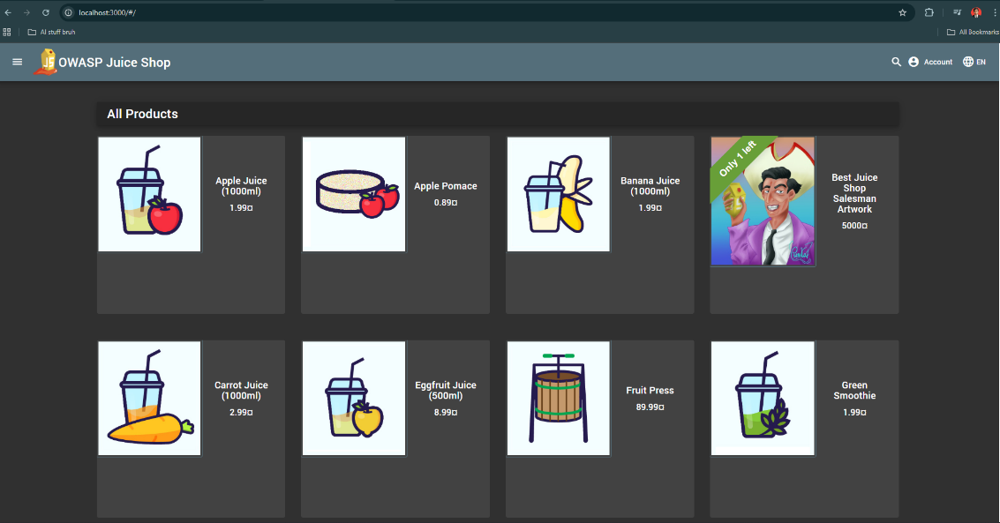 localhost:3000/#/
AI stuff bruh
All Bookmarks
OWASP Juice Shop
Account
EN
All Products
Apple Juice
(1000ml)
1.99¤
Apple Pomace
0.89¤
Banana Juice
(1000ml)
1.99¤
Only 1 left
Best Juice
Shop
Salesman
Artwork
5000¤
Carrot Juice
(1000ml)
2.99¤
Eggfruit Juice
(500ml)
8.99¤
Fruit Press
89.99¤
Green
Smoothie
1.99¤